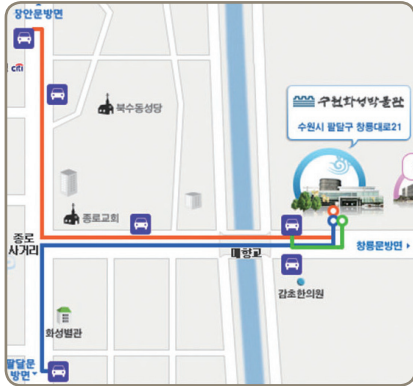 장안문방면
citi
북수동성당
수원화성박물관
수원시 팔달구 창룡대로21
종로교회
종로
사거리
매향교
창룡문방면
감초한의원
화성별관
팔달문
방면